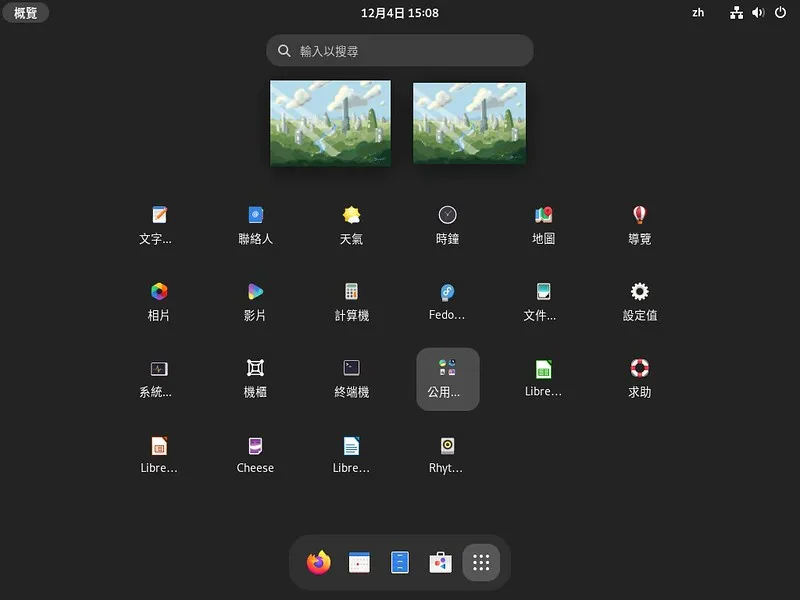 概覽
12月4日 15:08
zh
輸入以搜尋
文字...
聯絡人
天氣
時鐘
地圖
導覽
相片
影片
計算機
Fedo...
文件...
設定值
系統...
機櫃
終端機
公用...
Libre...
求助
Libre...
Cheese
Libre...
Rhyt...